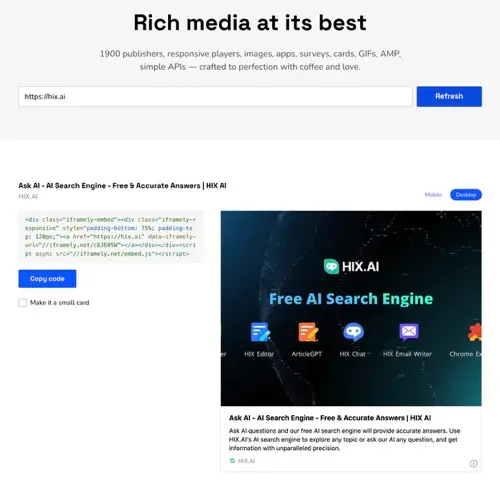 Rich media at its best
1900 publishers, responsive players, images, apps, surveys, cards, GIFs, AMP,
simple APIs — crafted to perfection with coffee and love.
https://hix.ai
Refresh
Ask AI - AI Search Engine - Free & Accurate Answers | HIX AI
HIX.AI
Mobile
Desktop
<div class="iframely-embed"><div class="iframely-r
esponsive" style="padding-bottom: 75%; padding-to
p: 120px;"><a href="https://hix.ai" data-iframely-
url="//iframely.net/c8JE05W"></a></div></div><scri
pt async src="//iframely.net/embed.js"></script>
Copy code
Make it a small card
HIX.AI
Free AI Search Engine
er
HIX Editor
ArticleGPT
HIX Chat
HIX Email Writer
Chrome Ex
Ask AI - AI Search Engine - Free & Accurate Answers | HIX AI
Ask AI questions and our free AI search engine will provide accurate answers. Use
HIX.AI's AI search engine to explore any topic or ask our AI any question, and get
information with unparalleled precision.
HIX.AI